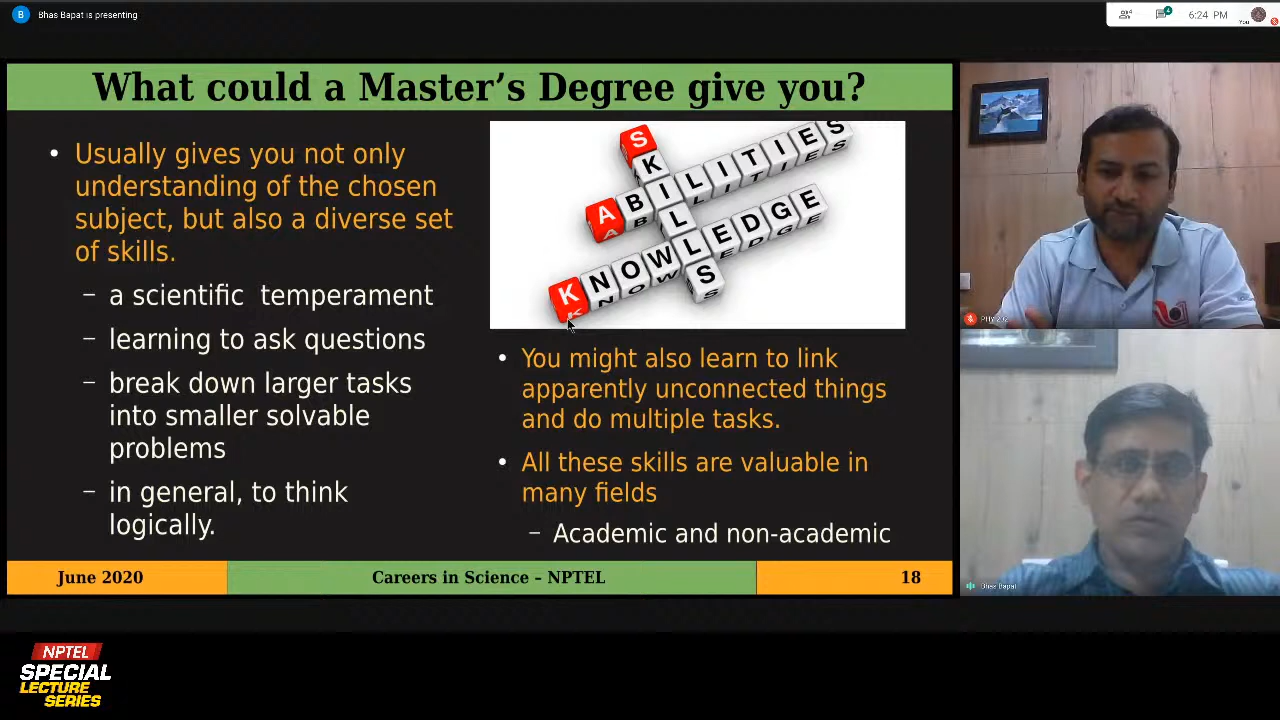 B
Bhas Bapat is presenting
6:24 PM
You
What could a Master's Degree give you?
• Usually gives you not only
understanding of the chosen
subject, but also a diverse set
of skills.
– a scientific temperament
– learning to ask questions
– break down larger tasks
into smaller solvable
problems
– in general, to think
logically.
SKILLS
ABILITIES
KNOWLEDGE
• You might also learn to link
apparently unconnected things
and do multiple tasks.
• All these skills are valuable in
many fields
– Academic and non-academic
June 2020
Careers in Science – NPTEL
18
Bhas Bapat
NPTEL
SPECIAL
LECTURE
SERIES